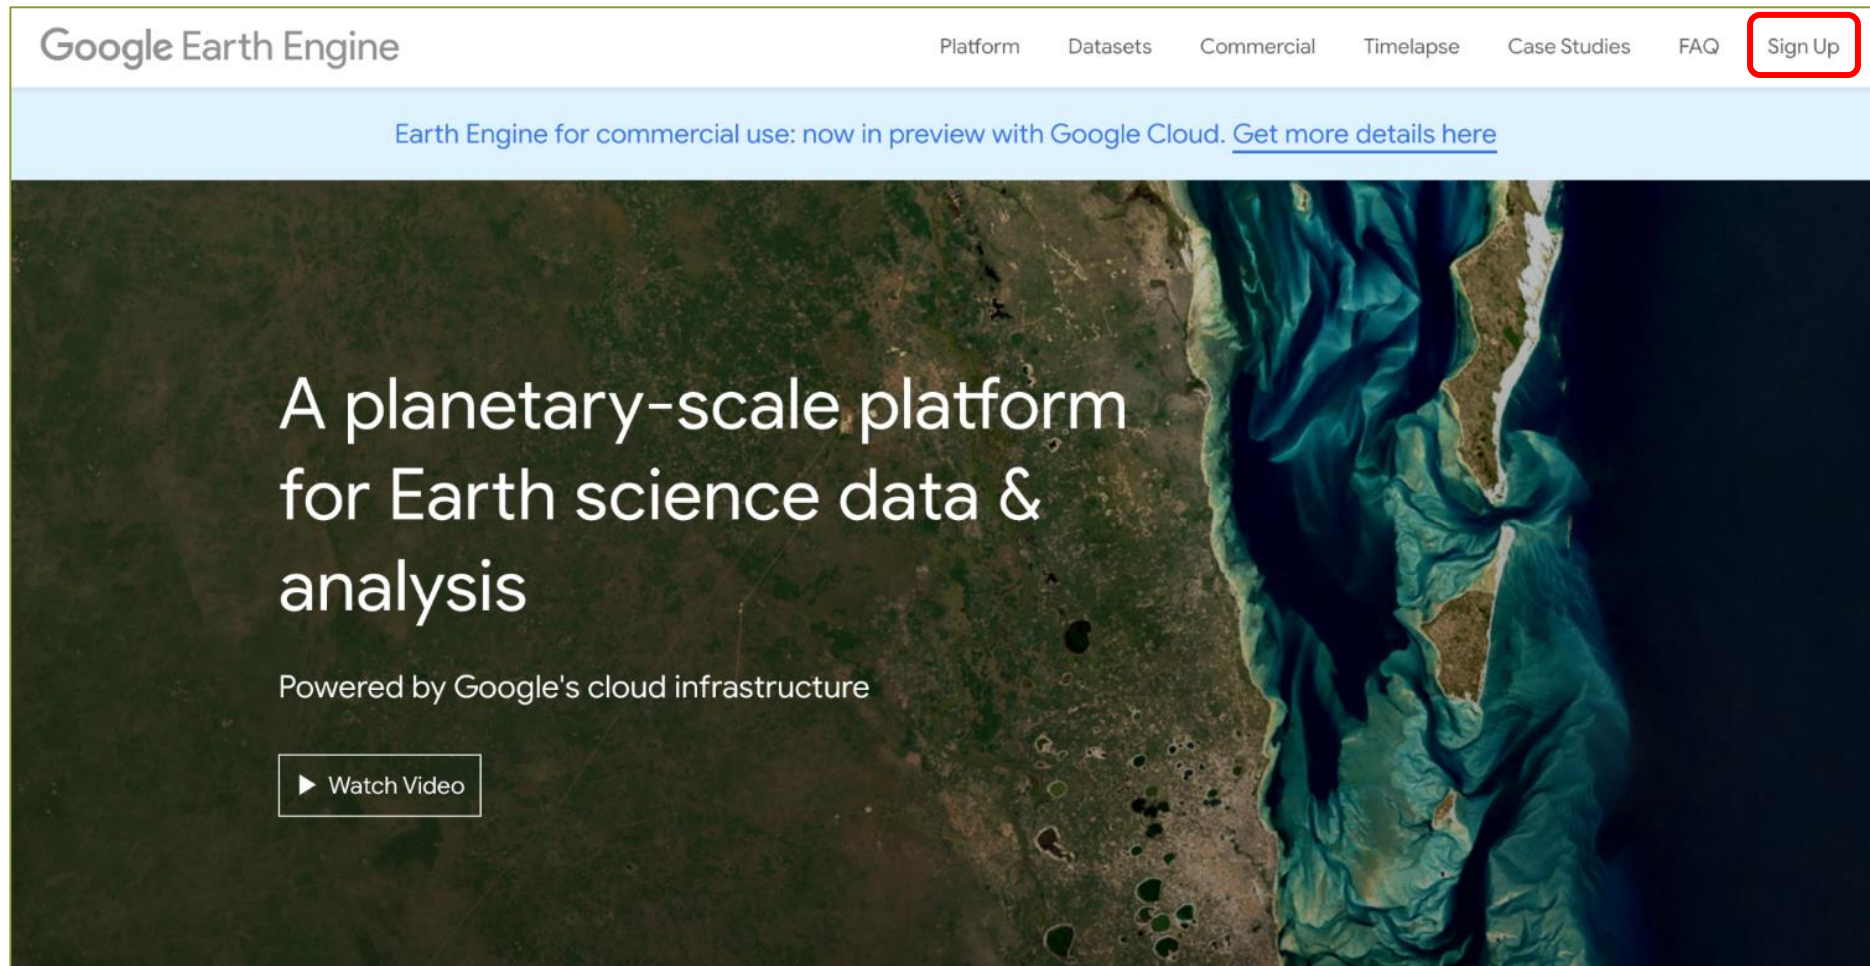 Google Earth Engine
Platform Datasets Commercial Timelapse Case Studies FAQ Sign Up
Earth Engine for commercial use: now in preview with Google Cloud. Get more details here
A planetary-scale platform
for Earth science data &
analysis
Powered by Google's cloud infrastructure
Watch Video